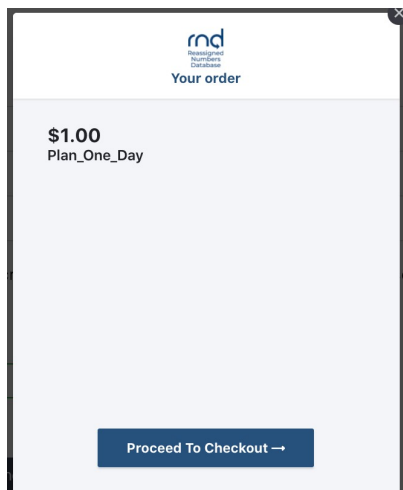 rnd
Reassigned
Numbers
Database
Your order
$1.00
Plan_One_Day
Proceed To Checkout →